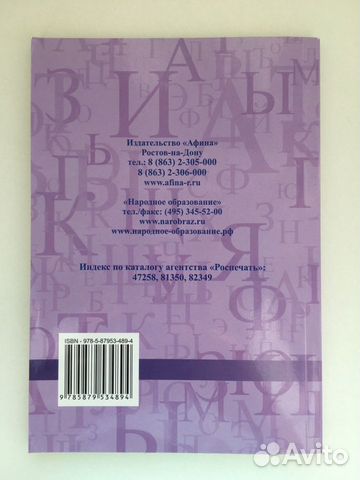 Издательство «Афина»
Ростов-на-Дону
тел.: 8 (863) 2-305-000
8 (863) 2-306-000
www.afina-r.ru
«Народное образование»
тел./факс: (495) 345-52-00
www.narobraz.ru
www.народное-образование.рф
Индекс по каталогу агентства «Роспечать»:
47258, 81350, 82349
ISBN - 978-5-87953-489-4
9 785879 534894
Avito